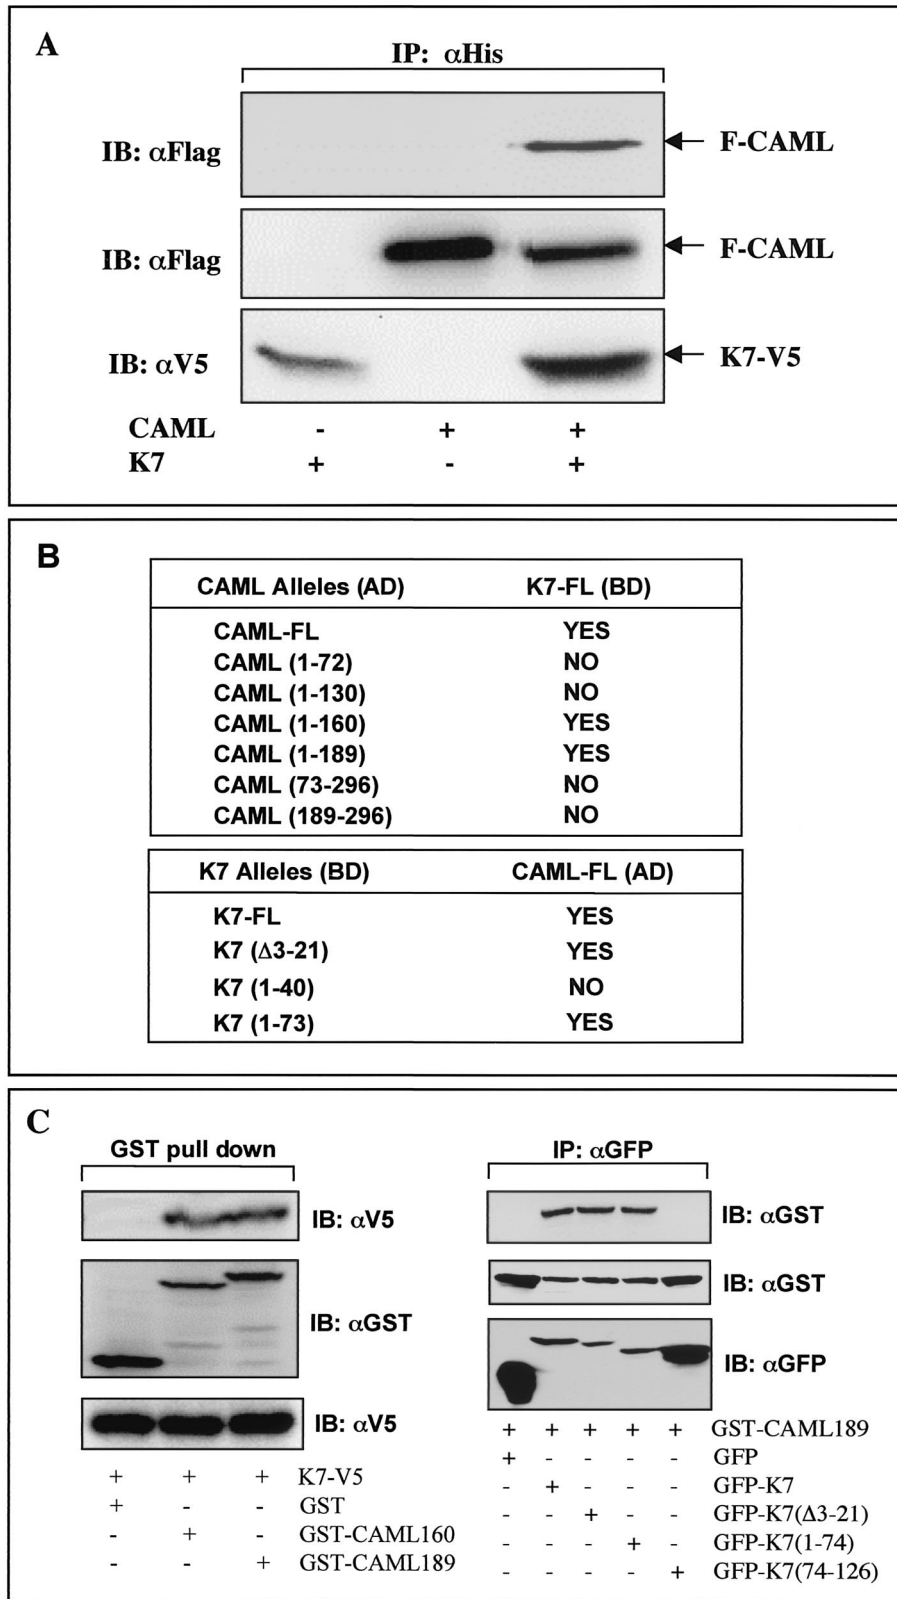 A
IP: αHis
IB: αFlag
F-CAML
IB: αFlag
F-CAML
IB: αV5
K7-V5
CAML - + +
K7 + - +
B
CAML Alleles (AD) K7-FL (BD)
CAML-FL YES
CAML (1-72) NO
CAML (1-130) NO
CAML (1-160) YES
CAML (1-189) YES
CAML (73-296) NO
CAML (189-296) NO
K7 Alleles (BD) CAML-FL (AD)
K7-FL YES
K7 (Δ3-21) YES
K7 (1-40) NO
K7 (1-73) YES
C
GST pull down
IB: αV5
IB: αGST
IB: αV5
+ + + K7-V5
+ - - GST
- + - GST-CAML160
- - + GST-CAML189
IP: αGFP
IB: αGST
IB: αGST
IB: αGFP
+ + + + + GST-CAML189
+ - - - - GFP
- + - - - GFP-K7
- - + - - GFP-K7(Δ3-21)
- - - + - GFP-K7(1-74)
- - - - + GFP-K7(74-126)